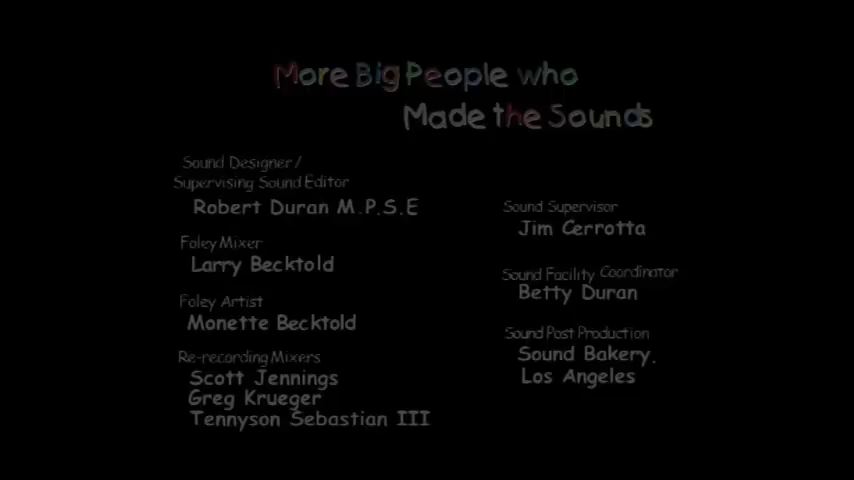 More Big People who
Made the Sounds
Sound Designer/
Supervising Sound Editor
Robert Duran M.P.S.E
Foley Mixer
Larry Becktold
Foley Artist
Monette Becktold
Re-recording Mixers
Scott Jennings
Greg Krueger
Tennyson Sebastian III
Sound Supervisor
Jim Cerrotta
Sound Facility Coordinator
Betty Duran
Sound Post Production
Sound Bakery,
Los Angeles